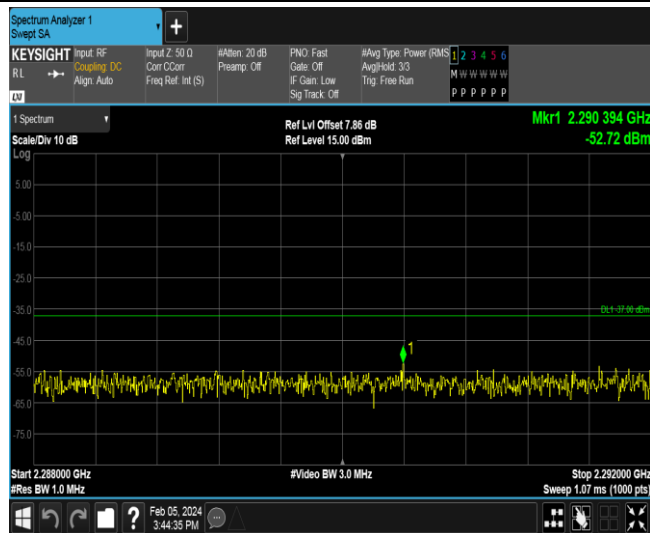 Spectrum Analyzer 1
Swept SA
+
KEYSIGHT
RL
LXI
Input: RF
Coupling: DC
Align: Auto
Input Z: 50 Ω
Corr CCorr
Freq Ref: Int (S)
#Atten: 20 dB
Preamp: Off
PNO: Fast
Gate: Off
IF Gain: Low
Sig Track: Off
#Avg Type: Power (RMS
Avg|Hold: 3/3
Trig: Free Run
1 2 3 4 5 6
M W W W W W
P P P P P P
1 Spectrum
Scale/Div 10 dB
Log
Ref Lvl Offset 7.86 dB
Ref Level 15.00 dBm
Mkr1 2.290 394 GHz
-52.72 dBm
5.00
-5.00
-15.0
-25.0
-35.0
DL1 -37.00 dBm
-45.0
1
-55.0
-65.0
-75.0
Start 2.288000 GHz
#Res BW 1.0 MHz
#Video BW 3.0 MHz
Stop 2.292000 GHz
Sweep 1.07 ms (1000 pts)
?
Feb 05, 2024
3:44:35 PM